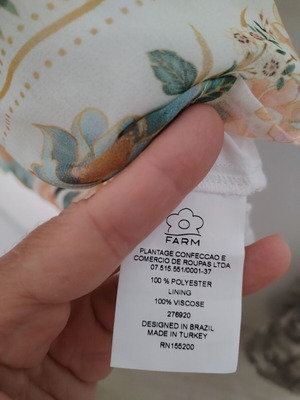 FARM
PLANTAGE CONFECCAO E
COMERCIO DE ROUPAS LTDA
07.515.551/0001-37
100 % POLYESTER
LINING
100% VISCOSE
276920
DESIGNED IN BRAZIL
MADE IN TURKEY
RN155200